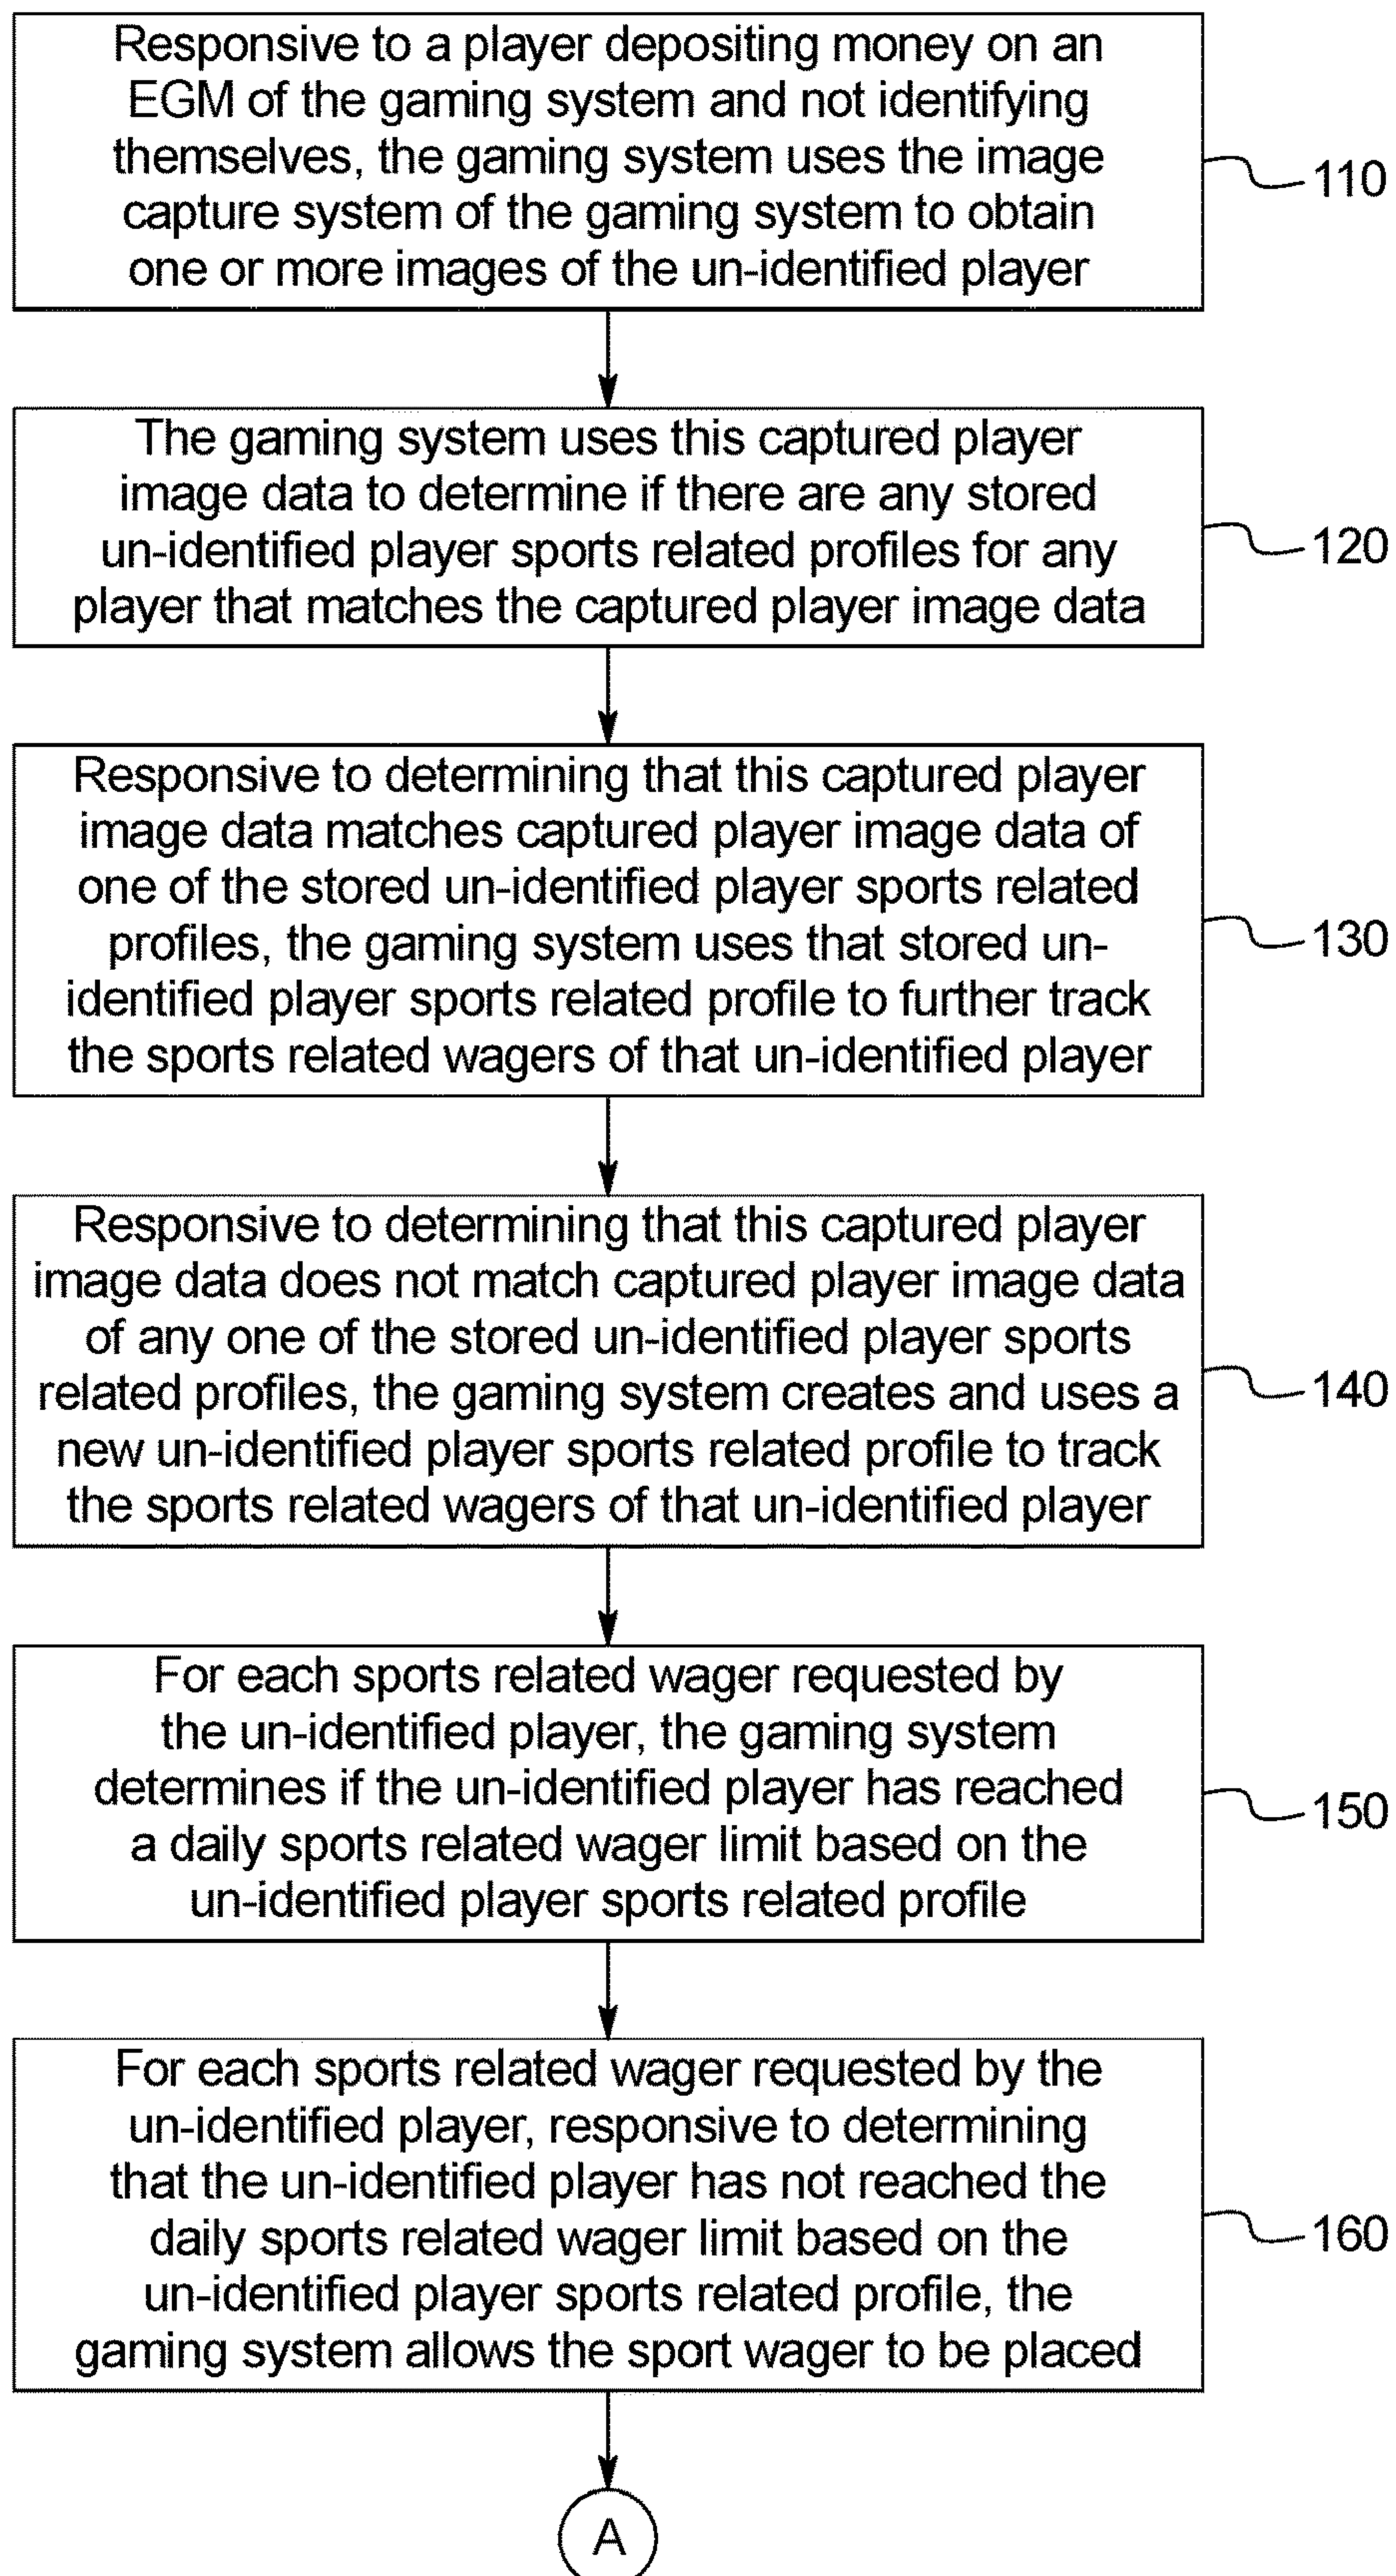 Responsive to a player depositing money on an
EGM of the gaming system and not identifying
themselves, the gaming system uses the image
capture system of the gaming system to obtain
one or more images of the un-identified player
110
The gaming system uses this captured player
image data to determine if there are any stored
un-identified player sports related profiles for any
player that matches the captured player image data
120
Responsive to determining that this captured player
image data matches captured player image data of
one of the stored un-identified player sports related
profiles, the gaming system uses that stored un-
identified player sports related profile to further track
the sports related wagers of that un-identified player
130
Responsive to determining that this captured player
image data does not match captured player image data
of any one of the stored un-identified player sports
related profiles, the gaming system creates and uses a
new un-identified player sports related profile to track
the sports related wagers of that un-identified player
140
For each sports related wager requested by
the un-identified player, the gaming system
determines if the un-identified player has reached
a daily sports related wager limit based on the
un-identified player sports related profile
150
For each sports related wager requested by the
un-identified player, responsive to determining
that the un-identified player has not reached the
daily sports related wager limit based on the
un-identified player sports related profile, the
gaming system allows the sport wager to be placed
160
A